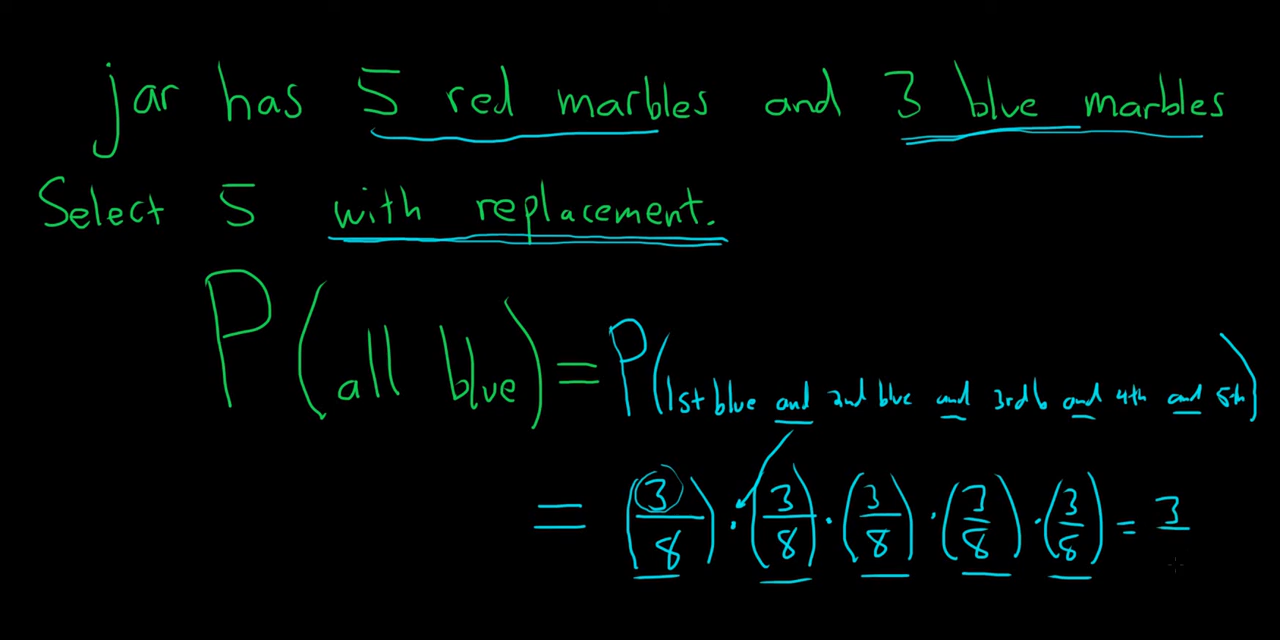 jar has 5 red marbles and 3 blue marbles
Select 5 with replacement.
P(all blue) = P(1st blue and 2nd blue and 3rd b and 4th and 5th)
= (3/8) · (3/8) · (3/8) · (3/8) · (3/8) = 3/